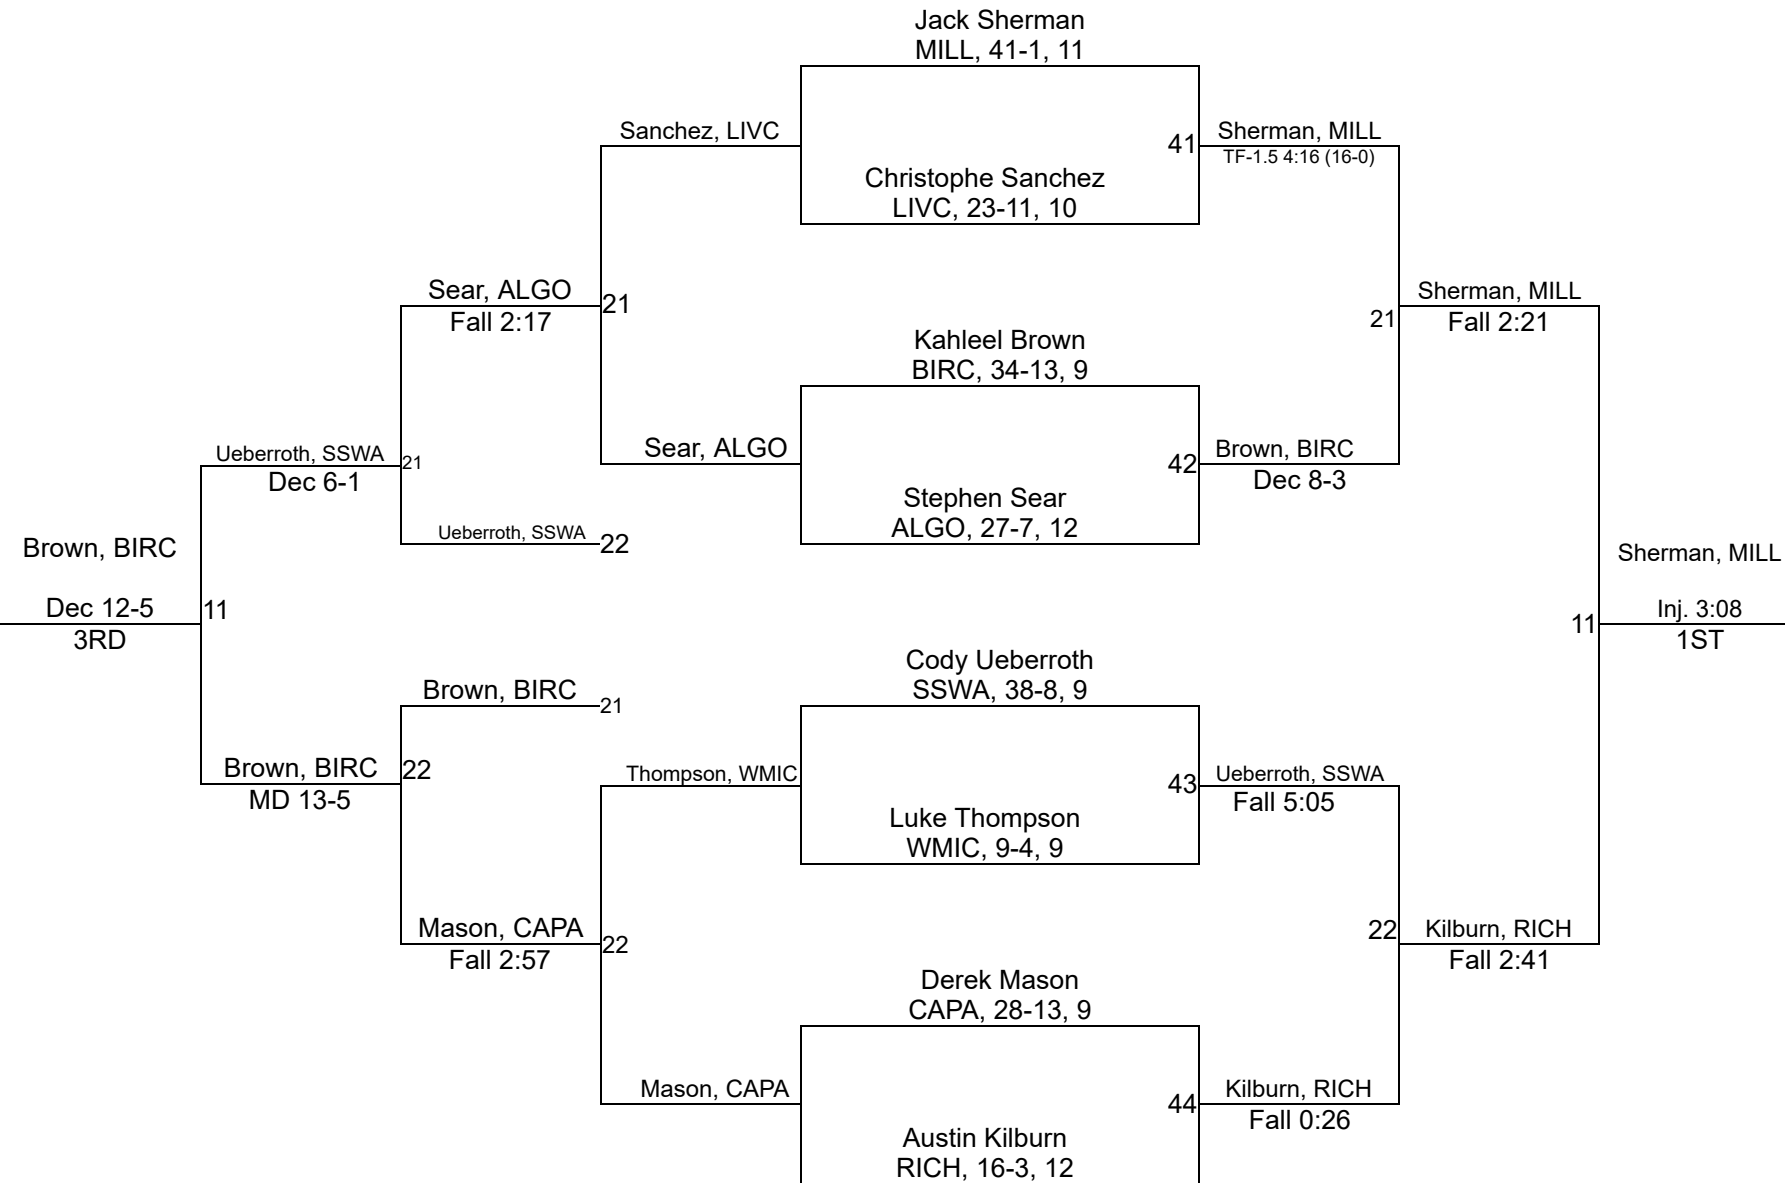 Jack Sherman
MILL, 41-1, 11
Sanchez, LIVC
41
Sherman, MILL
TF-1.5 4:16 (16-0)
Christophe Sanchez
LIVC, 23-11, 10
Sear, ALGO
Fall 2:17
21
Sherman, MILL
Fall 2:21
21
Kahleel Brown
BIRC, 34-13, 9
Sear, ALGO
42
Brown, BIRC
Dec 8-3
Ueberroth, SSWA
Dec 6-1
21
Stephen Sear
ALGO, 27-7, 12
Ueberroth, SSWA
22
Brown, BIRC
Dec 12-5
3RD
11
Sherman, MILL
Inj. 3:08
1ST
11
Cody Ueberroth
SSWA, 38-8, 9
Brown, BIRC
21
Brown, BIRC
MD 13-5
22
Thompson, WMIC
43
Ueberroth, SSWA
Fall 5:05
Luke Thompson
WMIC, 9-4, 9
Mason, CAPA
Fall 2:57
22
22
Kilburn, RICH
Fall 2:41
Derek Mason
CAPA, 28-13, 9
Mason, CAPA
44
Kilburn, RICH
Fall 0:26
Austin Kilburn
RICH, 16-3, 12